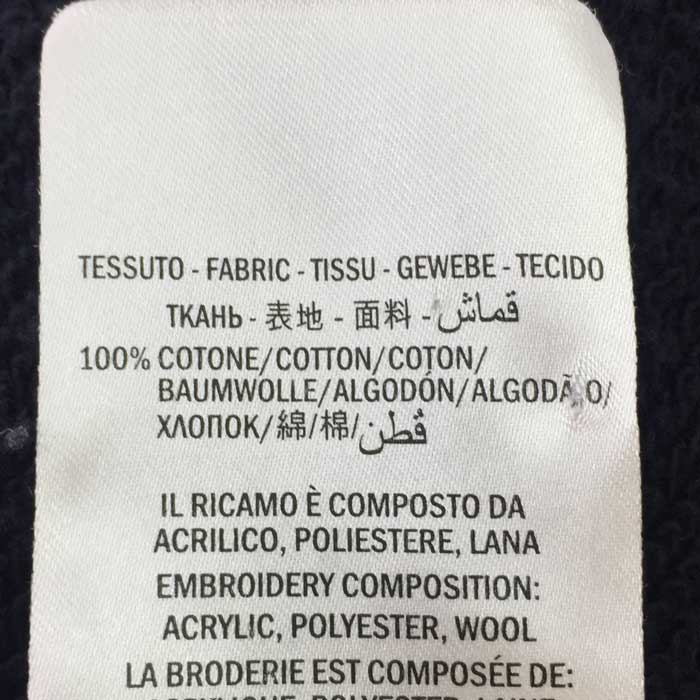 TESSUTO - FABRIC - TISSU - GEWEBE - TECIDO
ТКАНЬ - 表地 - 面料 - قماش
100% COTONE/COTTON/COTON/
BAUMWOLLE/ALGODÓN/ALGODÃO/
ХЛОПОК/綿/棉/قطن
IL RICAMO È COMPOSTO DA
ACRILICO, POLIESTERE, LANA
EMBROIDERY COMPOSITION:
ACRYLIC, POLYESTER, WOOL
LA BRODERIE EST COMPOSÉE DE: